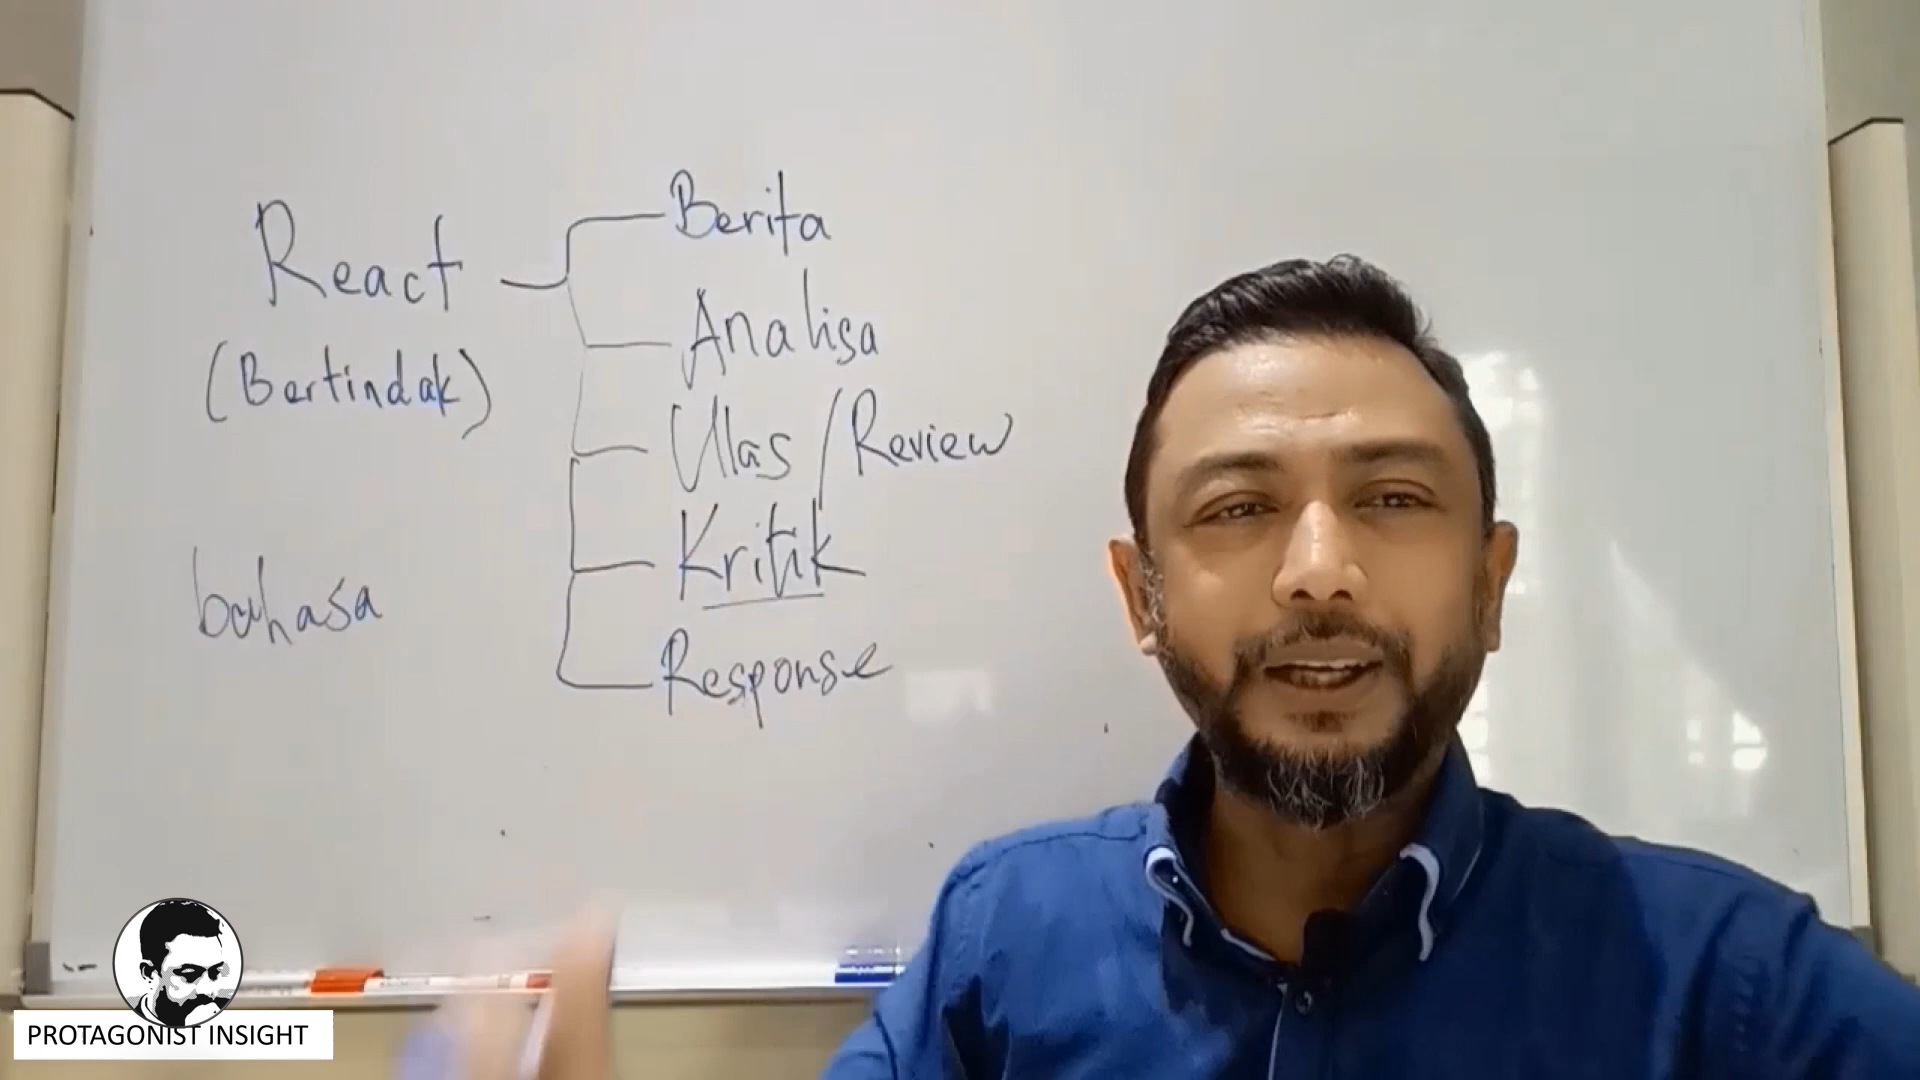 React
(Bertindak)
bahasa
Berita
Analisa
Ulas / Review
Kritik
Response
PROTAGONIST INSIGHT